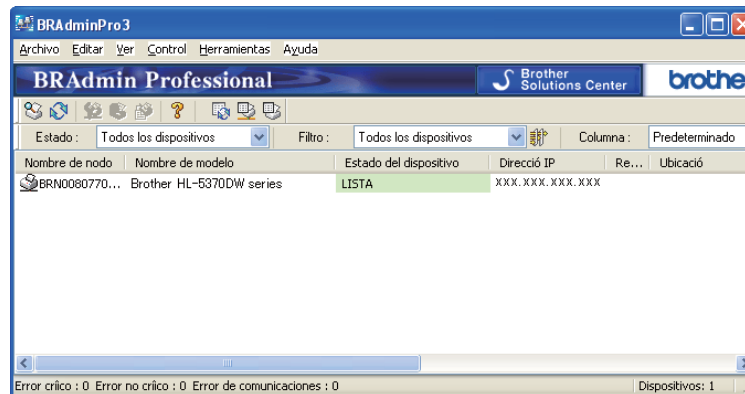 BRAdminPro3
Archivo Editar Ver Control Herramientas Ayuda
BRAdmin Professional Brother Solutions Center brothe
Estado : Todos los dispositivos Filtro : Todos los dispositivos Columna : Predeterminado
Nombre de nodo Nombre de modelo Estado del dispositivo Direcció IP Re... Ubicació
BRN0080770... Brother HL-5370DW series LISTA XXX.XXX.XXX.XXX
Error críico : 0 Error no críico : 0 Error de comunicaciones : 0 Dispositivos: 1